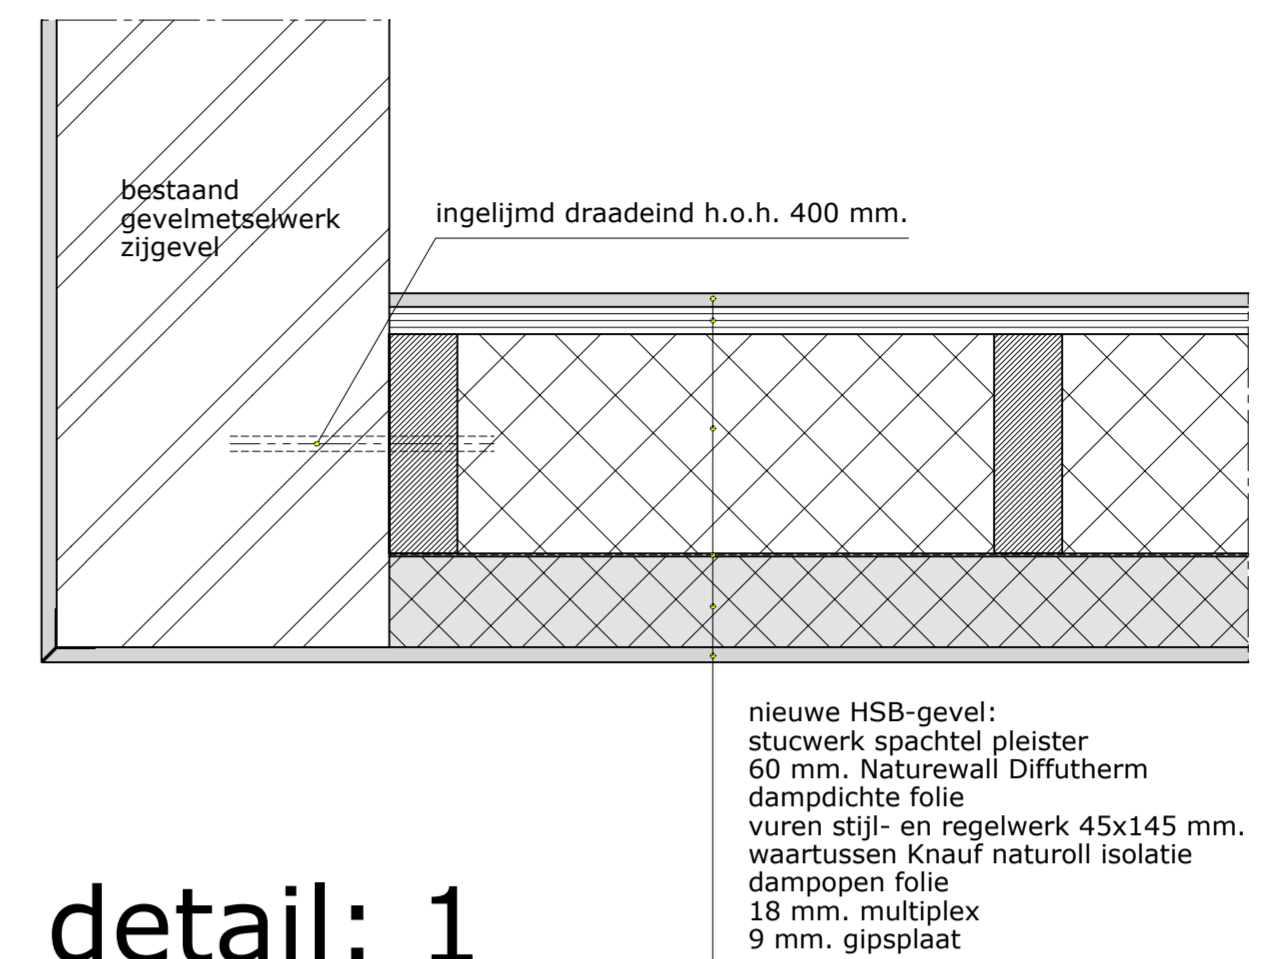 bestaand
gevelmetselwerk
zijgevel
ingelijmd draadeind h.o.h. 400 mm.
nieuwe HSB-gevel:
stucwerk spachtel pleister
60 mm. Naturewall Diffutherm
dampdichte folie
vuren stijl- en regelwerk 45x145 mm.
waartussen Knauf naturoll isolatie
dampopen folie
18 mm. multiplex
9 mm. gipsplaat
detail: 1